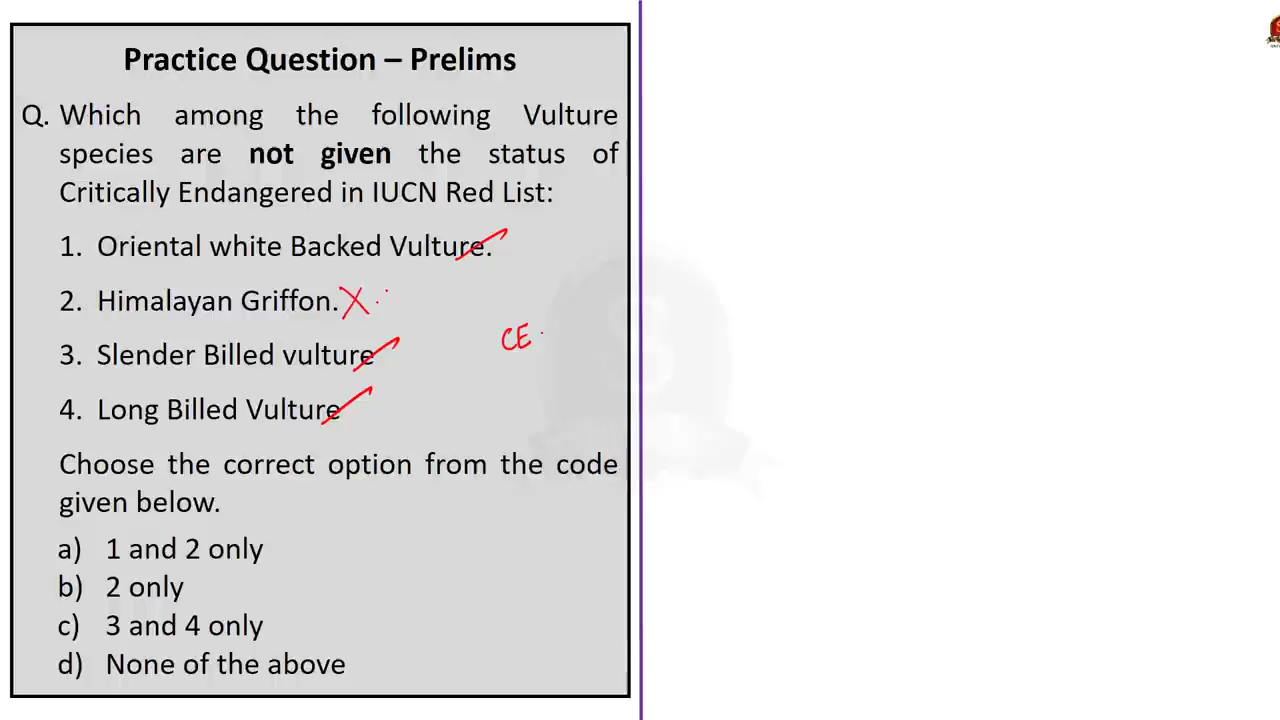 Practice Question – Prelims
Q. Which among the following Vulture
species are not given the status of
Critically Endangered in IUCN Red List:
1. Oriental white Backed Vulture.
2. Himalayan Griffon.
3. Slender Billed vulture
CE
4. Long Billed Vulture
Choose the correct option from the code
given below.
a) 1 and 2 only
b) 2 only
c) 3 and 4 only
d) None of the above